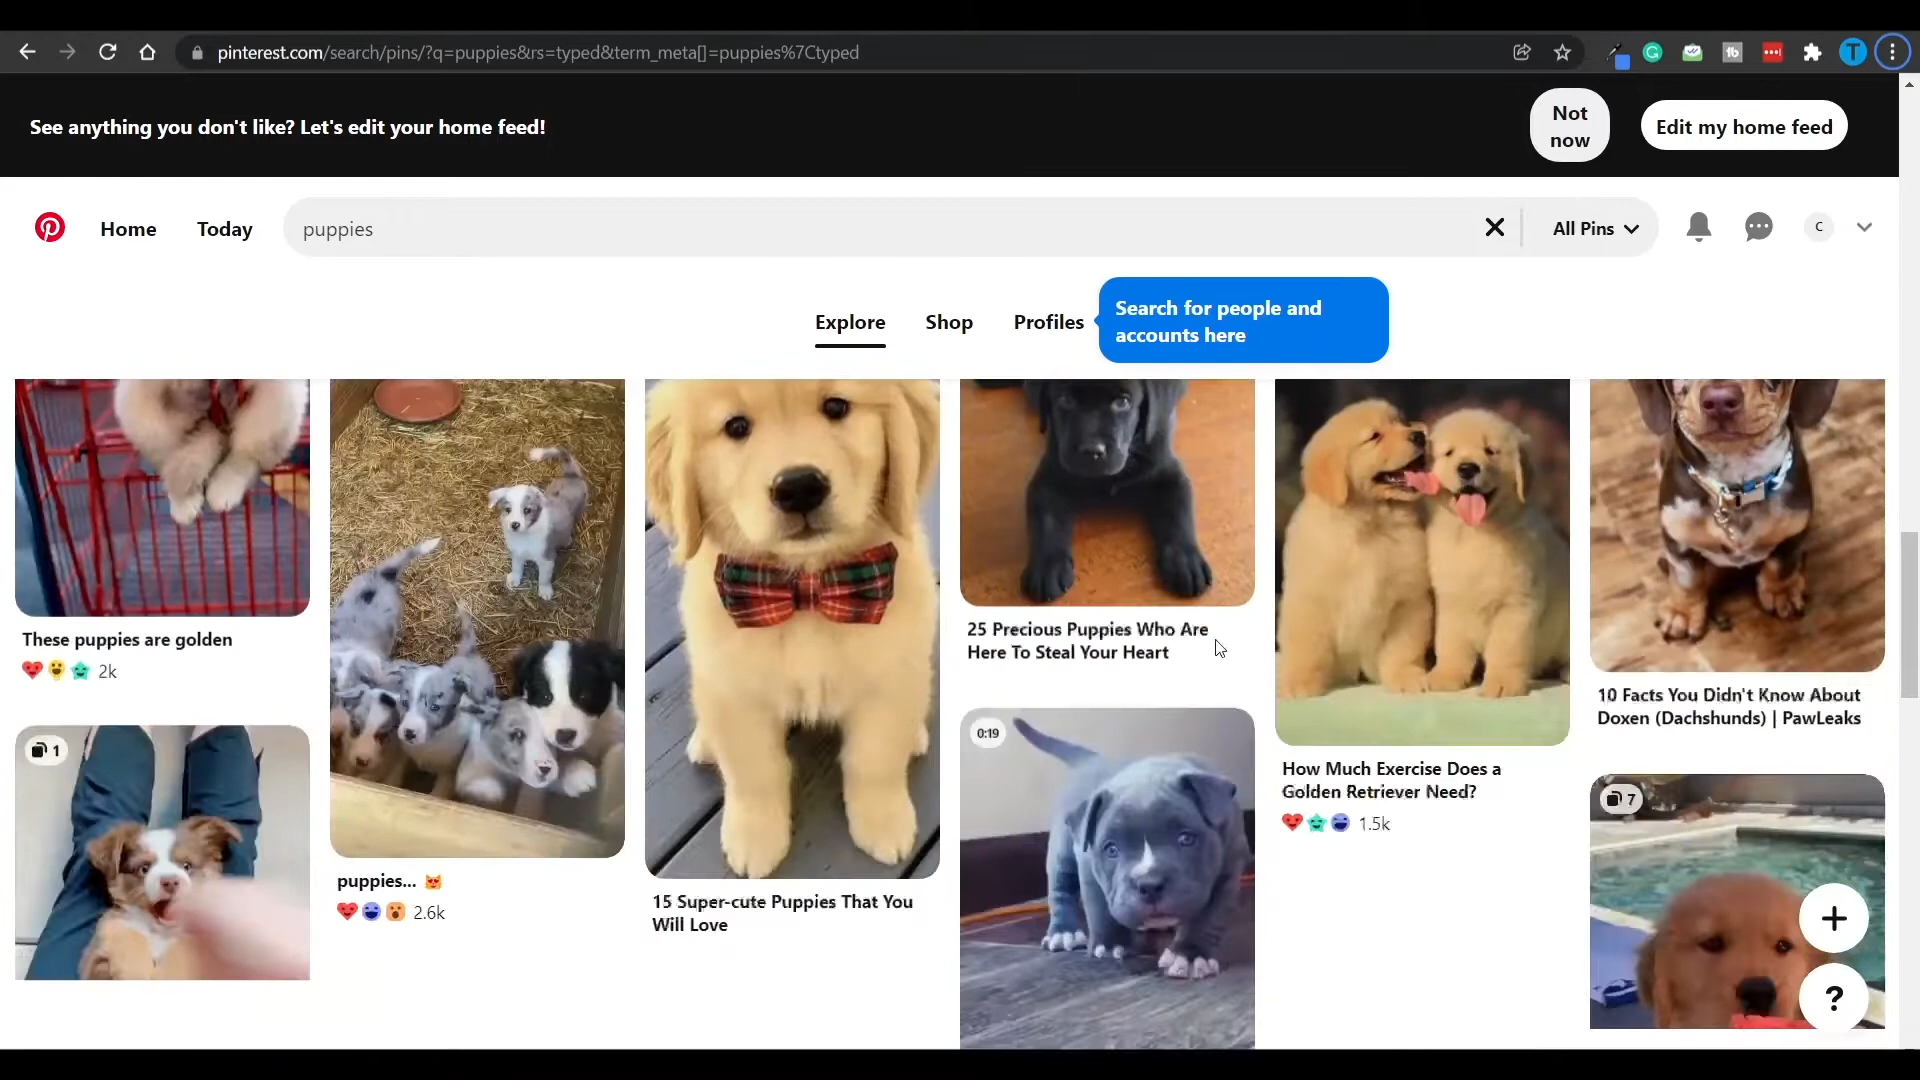 pinterest.com/search/pins/?q=puppies&rs=typed&term_meta[]=puppies%7Ctyped
T
See anything you don't like? Let's edit your home feed!
Not
now
Edit my home feed
Home
Today
puppies
All Pins
C
Explore
Shop
Profiles
Search for people and
accounts here
These puppies are golden
2k
1
puppies... 😻
2.6k
15 Super-cute Puppies That You
Will Love
25 Precious Puppies Who Are
Here To Steal Your Heart
0:19
How Much Exercise Does a
Golden Retriever Need?
1.5k
10 Facts You Didn't Know About
Doxen (Dachshunds) | PawLeaks
7
+
?